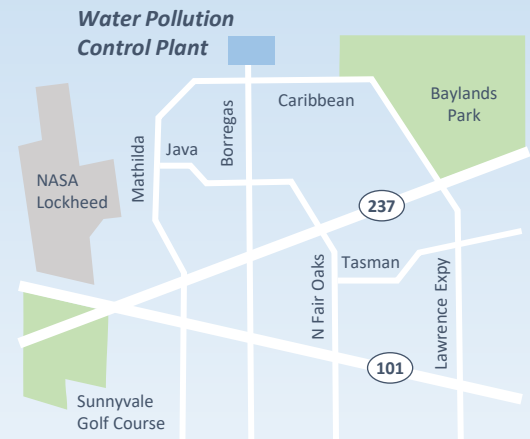 Water Pollution
Control Plant
Caribbean
Baylands
Park
Mathilda
Java
Borregas
NASA
Lockheed
237
N Fair Oaks
Tasman
Lawrence Expy
101
Sunnyvale
Golf Course